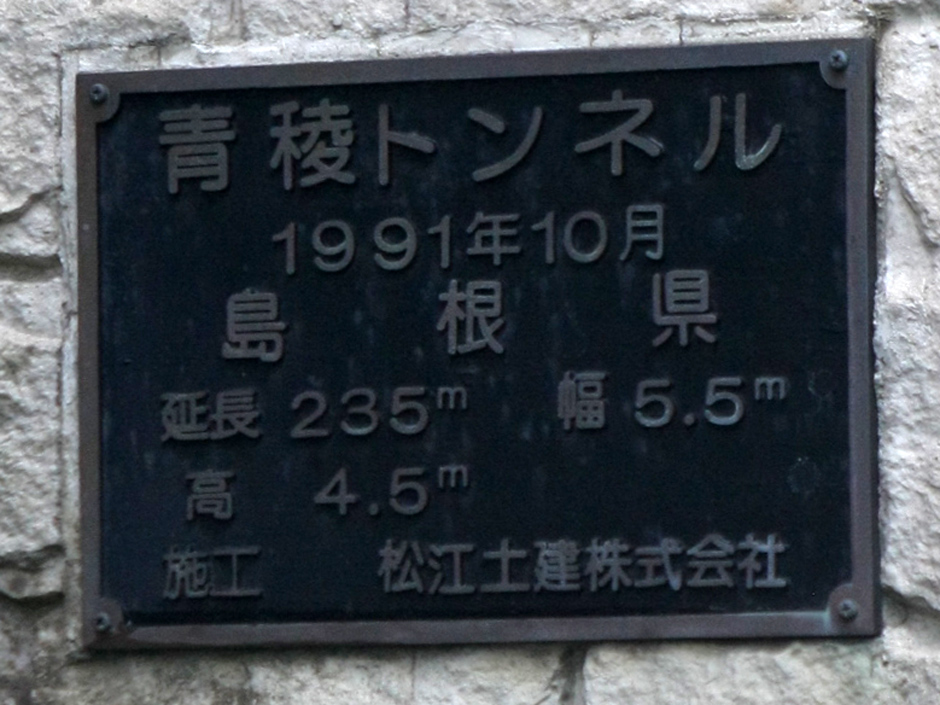 青稜トンネル
1991年10月
島根県
延長 235m 幅 5.5m
高 4.5m
施工 松江土建株式会社